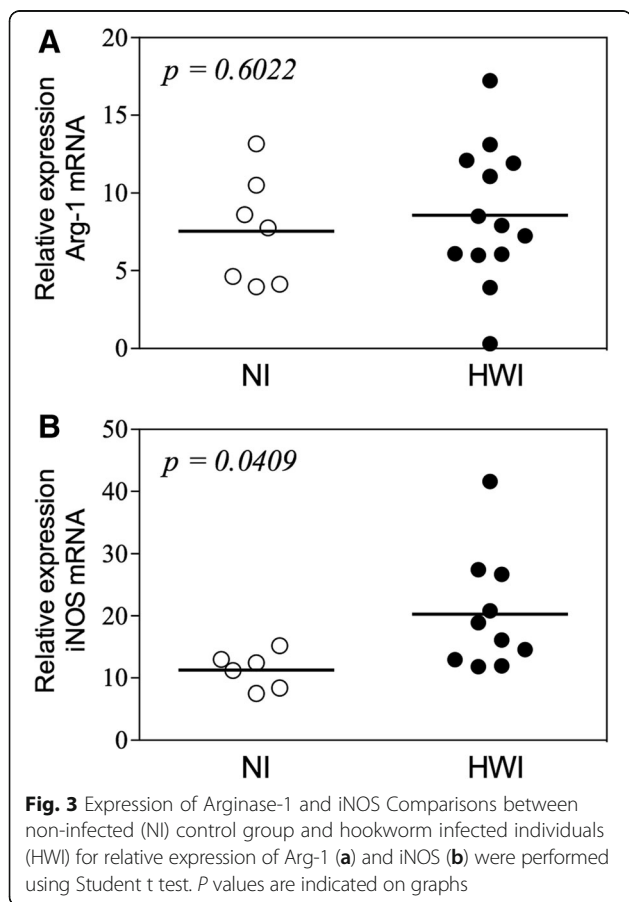 A
20
15
10
5
0
Relative expression
Arg-1 mRNA
p = 0.6022
NI
HWI
B
50
40
30
20
10
0
Relative expression
iNOS mRNA
p = 0.0409
NI
HWI
Fig. 3 Expression of Arginase-1 and iNOS Comparisons between
non-infected (NI) control group and hookworm infected individuals
(HWI) for relative expression of Arg-1 (a) and iNOS (b) were performed
using Student t test. P values are indicated on graphs